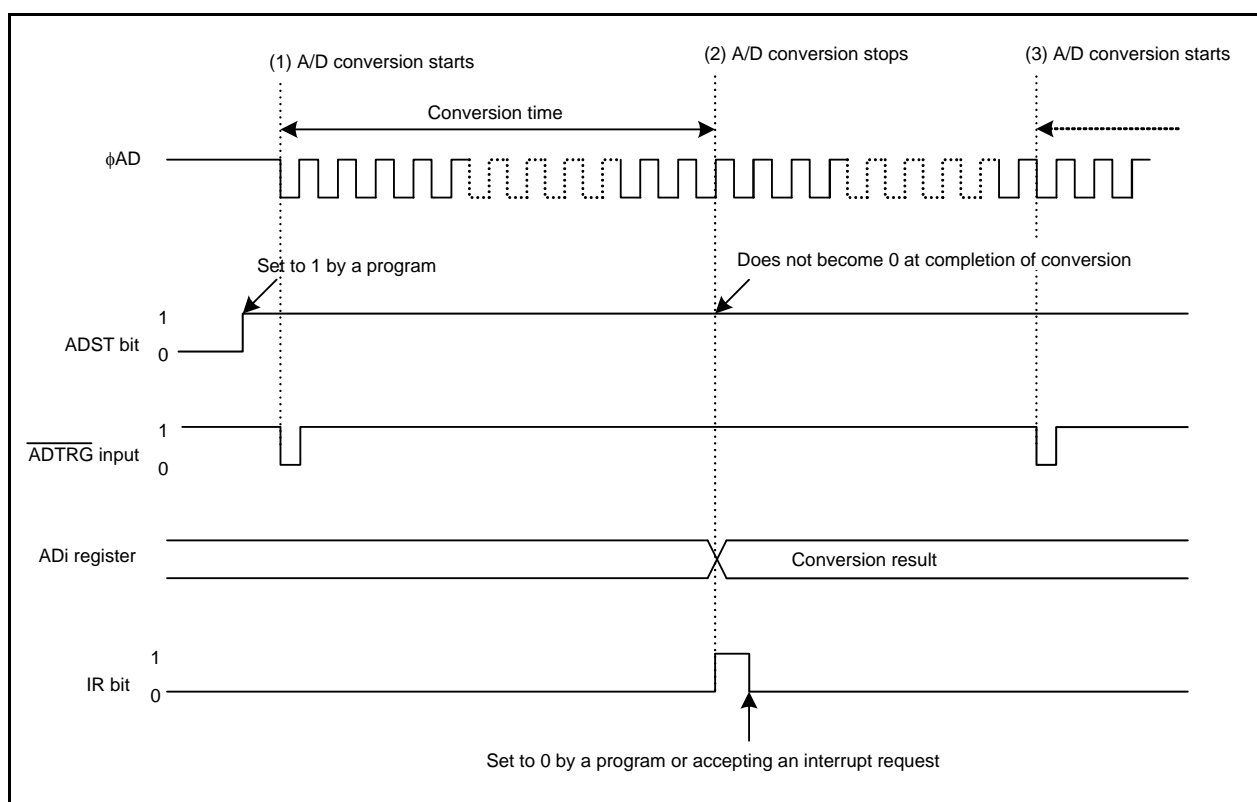 (1) A/D conversion starts
(2) A/D conversion stops
(3) A/D conversion starts
Conversion time
ϕAD
Set to 1 by a program
Does not become 0 at completion of conversion
1
ADST bit
0
1
ADTRG input
0
ADi register
Conversion result
1
IR bit
0
Set to 0 by a program or accepting an interrupt request